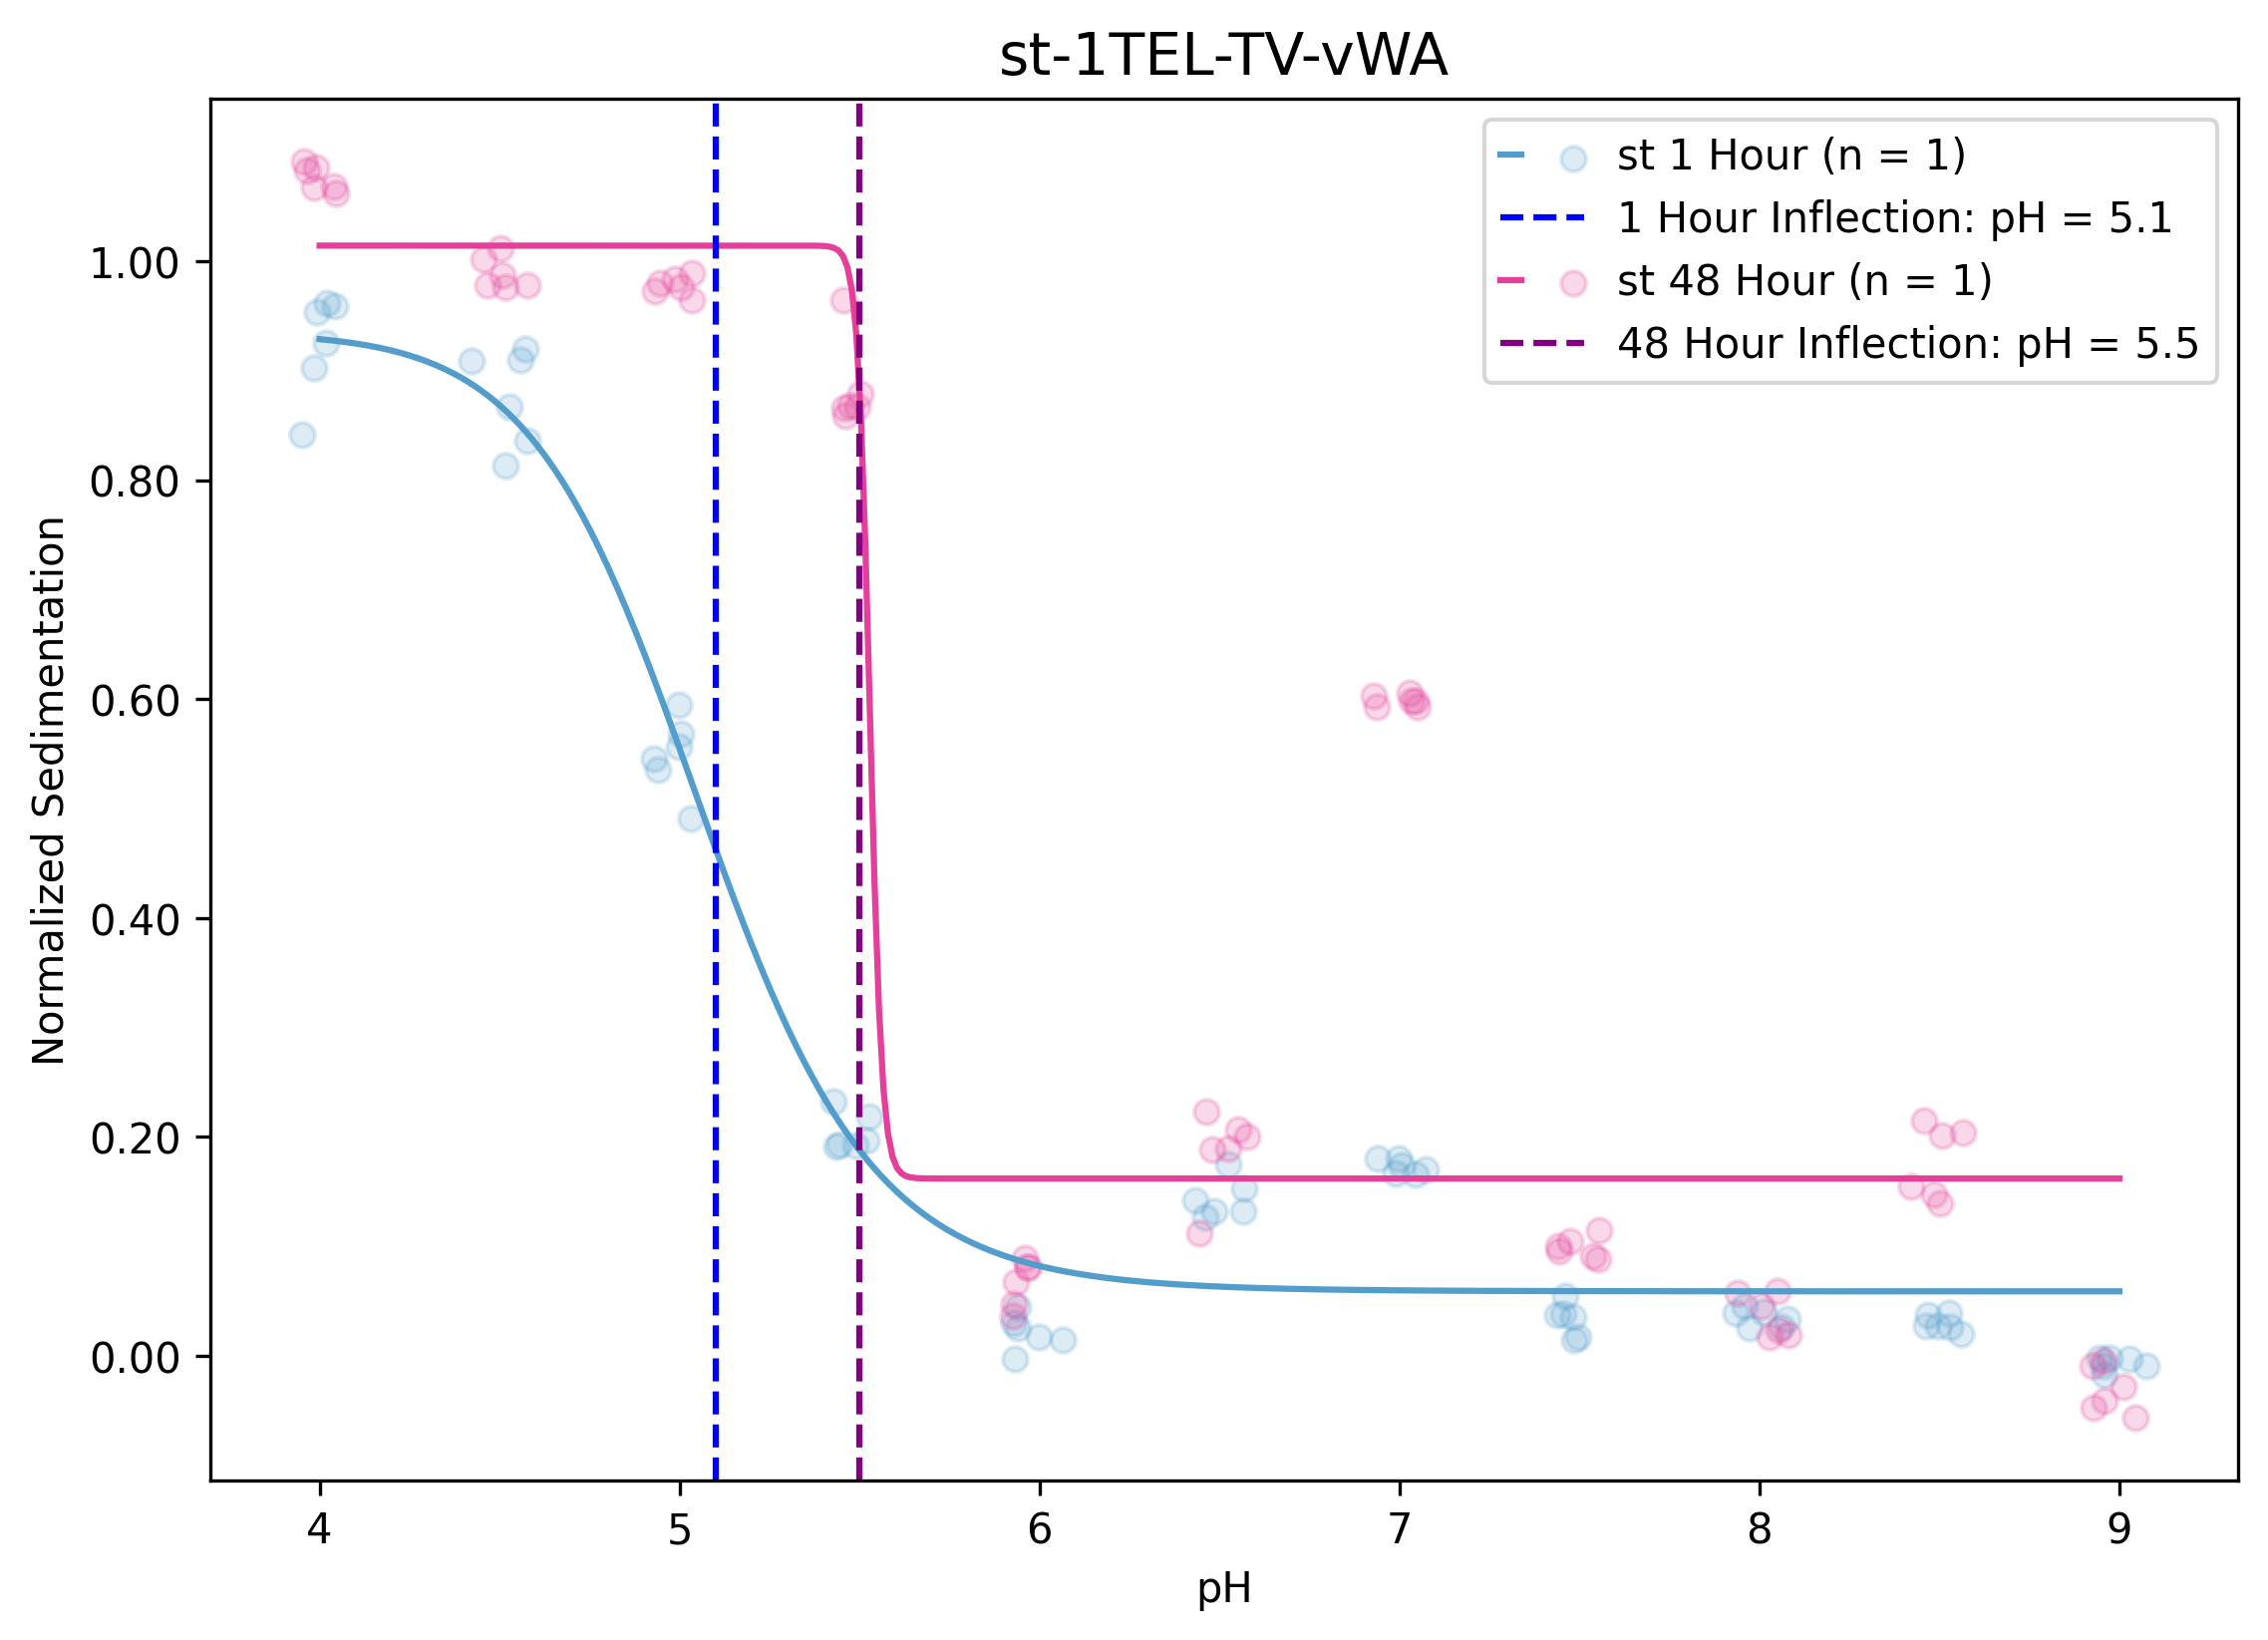 st-1TEL-TV-vWA
st 1 Hour (n = 1)
1 Hour Inflection: pH = 5.1
st 48 Hour (n = 1)
48 Hour Inflection: pH = 5.5
Normalized Sedimentation
1.00
0.80
0.60
0.40
0.20
0.00
4 5 6 7 8 9
pH